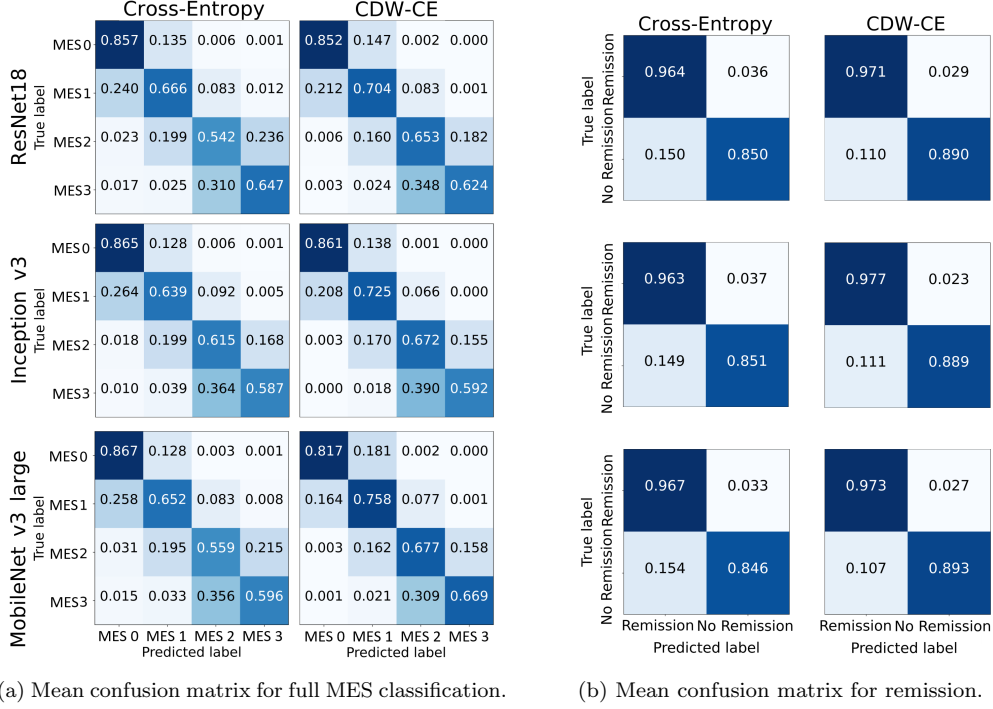 Cross-Entropy CDW-CE
ResNet18
True label
MES0 0.857 0.135 0.006 0.001 0.852 0.147 0.002 0.000
MES1 0.240 0.666 0.083 0.012 0.212 0.704 0.083 0.001
MES2 0.023 0.199 0.542 0.236 0.006 0.160 0.653 0.182
MES3 0.017 0.025 0.310 0.647 0.003 0.024 0.348 0.624
Inception v3
True label
MES0 0.865 0.128 0.006 0.001 0.861 0.138 0.001 0.000
MES1 0.264 0.639 0.092 0.005 0.208 0.725 0.066 0.000
MES2 0.018 0.199 0.615 0.168 0.003 0.170 0.672 0.155
MES3 0.010 0.039 0.364 0.587 0.000 0.018 0.390 0.592
MobileNet v3 large
True label
MES0 0.867 0.128 0.003 0.001 0.817 0.181 0.002 0.000
MES1 0.258 0.652 0.083 0.008 0.164 0.758 0.077 0.001
MES2 0.031 0.195 0.559 0.215 0.003 0.162 0.677 0.158
MES3 0.015 0.033 0.356 0.596 0.001 0.021 0.309 0.669
MES 0 MES 1 MES 2 MES 3 MES 0 MES 1 MES 2 MES 3
Predicted label Predicted label
(a) Mean confusion matrix for full MES classification.
Cross-Entropy CDW-CE
True label
Remission 0.964 0.036 0.971 0.029
No Remission 0.150 0.850 0.110 0.890
True label
Remission 0.963 0.037 0.977 0.023
No Remission 0.149 0.851 0.111 0.889
True label
Remission 0.967 0.033 0.973 0.027
No Remission 0.154 0.846 0.107 0.893
Remission No Remission Remission No Remission
Predicted label Predicted label
(b) Mean confusion matrix for remission.